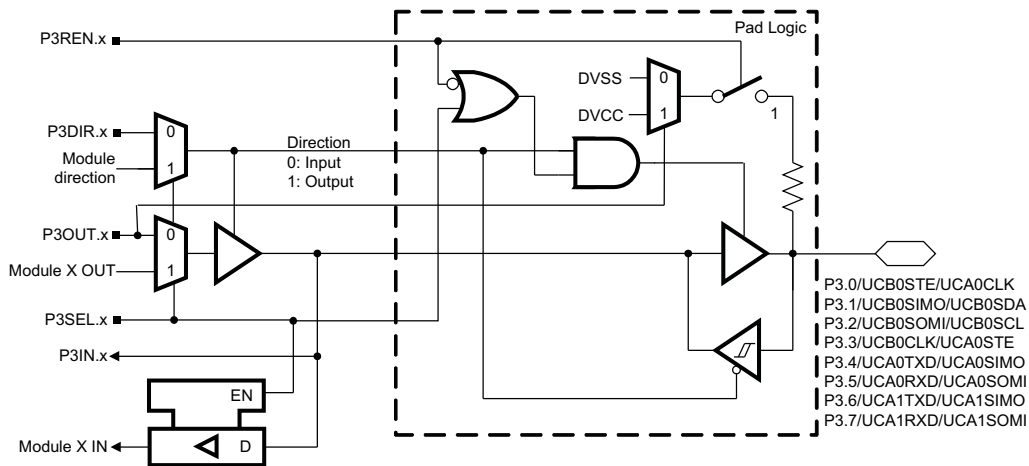 Pad Logic
P3REN.x
DVSS
0
DVCC
1
1
P3DIR.x
0
Module
direction
1
Direction
0: Input
1: Output
P3OUT.x
0
Module X OUT
1
P3SEL.x
P3IN.x
EN
Module X IN
D
P3.0/UCB0STE/UCA0CLK
P3.1/UCB0SIMO/UCB0SDA
P3.2/UCB0SOMI/UCB0SCL
P3.3/UCB0CLK/UCA0STE
P3.4/UCA0TXD/UCA0SIMO
P3.5/UCA0RXD/UCA0SOMI
P3.6/UCA1TXD/UCA1SIMO
P3.7/UCA1RXD/UCA1SOMI